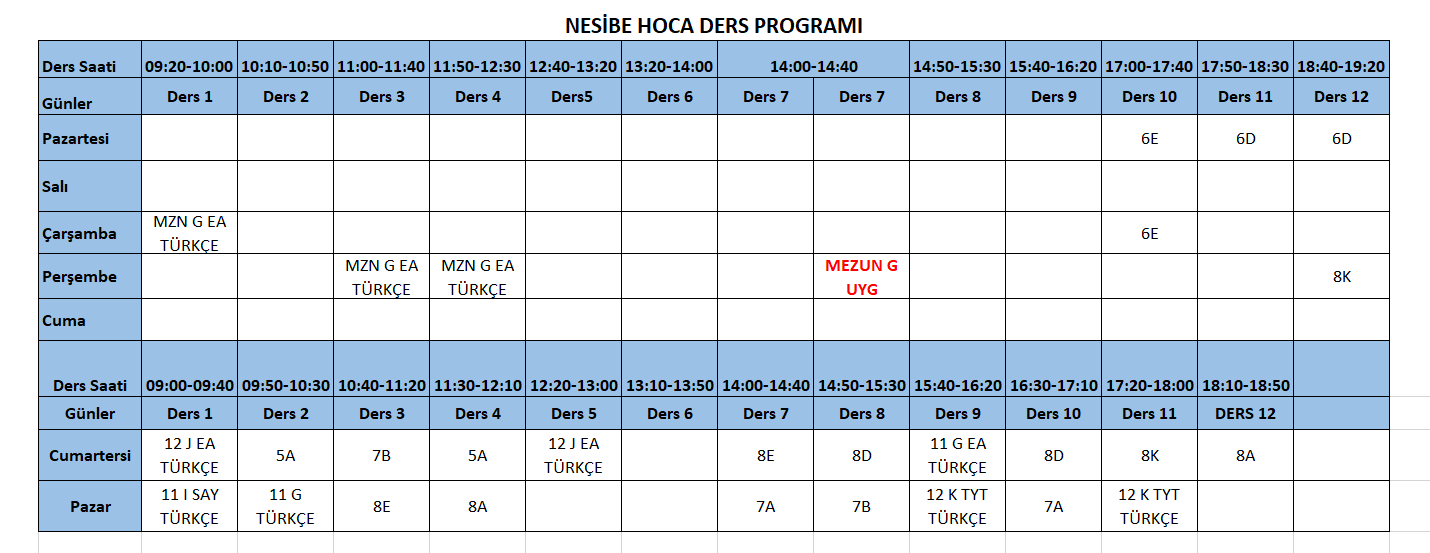 NESİBE HOCA DERS PROGRAMI
Ders Saati 09:20-10:00 10:10-10:50 11:00-11:40 11:50-12:30 12:40-13:20 13:20-14:00 14:00-14:40 14:50-15:30 15:40-16:20 17:00-17:40 17:50-18:30 18:40-19:20
Günler Ders 1 Ders 2 Ders 3 Ders 4 Ders5 Ders 6 Ders 7 Ders 7 Ders 8 Ders 9 Ders 10 Ders 11 Ders 12
Pazartesi 6E 6D 6D
Salı
Çarşamba MZN G EA TÜRKÇE 6E
Perşembe MZN G EA TÜRKÇE MZN G EA TÜRKÇE MEZUN G UYG 8K
Cuma
Ders Saati 09:00-09:40 09:50-10:30 10:40-11:20 11:30-12:10 12:20-13:00 13:10-13:50 14:00-14:40 14:50-15:30 15:40-16:20 16:30-17:10 17:20-18:00 18:10-18:50
Günler Ders 1 Ders 2 Ders 3 Ders 4 Ders 5 Ders 6 Ders 7 Ders 8 Ders 9 Ders 10 Ders 11 DERS 12
Cumartersi 12 J EA TÜRKÇE 5A 7B 5A 12 J EA TÜRKÇE 8E 8D 11 G EA TÜRKÇE 8D 8K 8A
Pazar 11 I SAY TÜRKÇE 11 G TÜRKÇE 8E 8A 7A 7B 12 K TYT TÜRKÇE 7A 12 K TYT TÜRKÇE